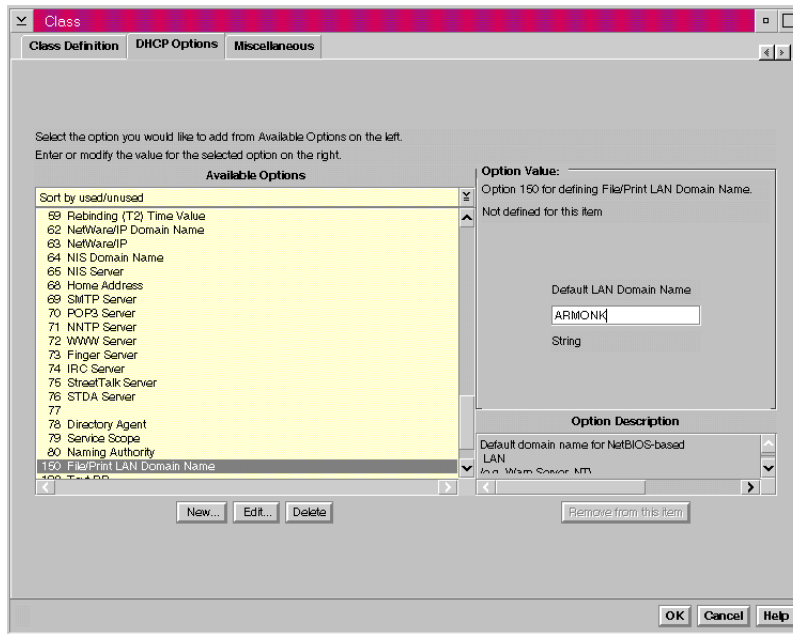 Class
Class Definition
DHCP Options
Miscellaneous
Select the option you would like to add from Available Options on the left.
Enter or modify the value for the selected option on the right.
Available Options
Sort by used/unused
59 Rebinding (T2) Time Value
62 NetWare/IP Domain Name
63 NetWare/IP
64 NIS Domain Name
65 NIS Server
68 Home Address
69 SMTP Server
70 POP3 Server
71 NNTP Server
72 WWW Server
73 Finger Server
74 IRC Server
75 StreetTalk Server
76 STDA Server
77
78 Directory Agent
79 Service Scope
80 Naming Authority
150 File/Print LAN Domain Name
New...
Edit...
Delete
Option Value:
Option 150 for defining File/Print LAN Domain Name.
Not defined for this item
Default LAN Domain Name
ARMONK
String
Option Description
Default domain name for NetBIOS-based
LAN
(e.g. Warp Server, NT)
Remove from this item
OK
Cancel
Help